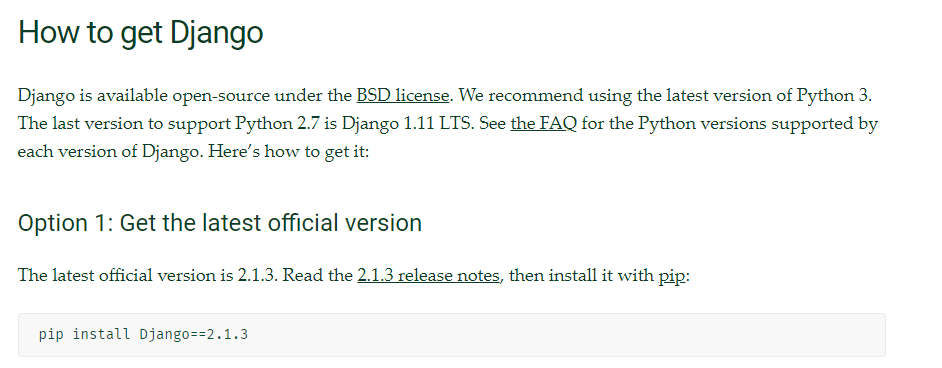 How to get Django
Django is available open-source under the BSD license. We recommend using the latest version of Python 3.
The last version to support Python 2.7 is Django 1.11 LTS. See the FAQ for the Python versions supported by
each version of Django. Here’s how to get it:
Option 1: Get the latest official version
The latest official version is 2.1.3. Read the 2.1.3 release notes, then install it with pip:
pip install Django==2.1.3